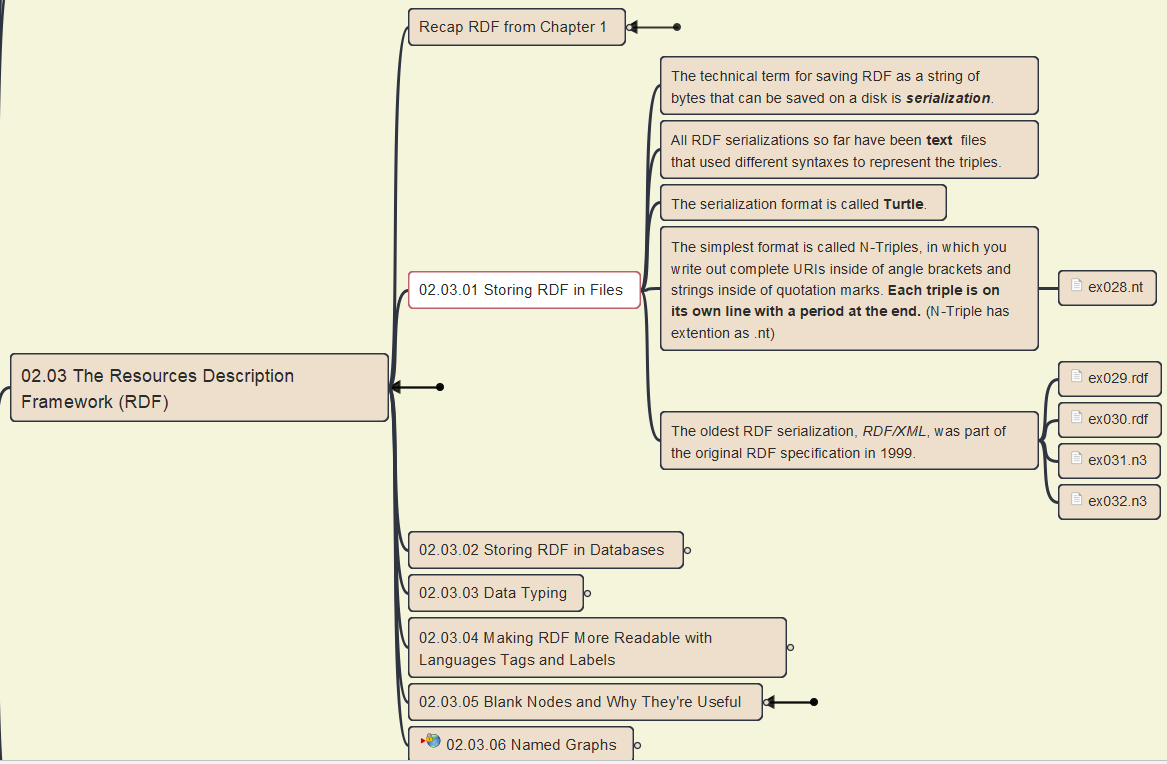 Recap RDF from Chapter 1
The technical term for saving RDF as a string of
bytes that can be saved on a disk is serialization.
All RDF serializations so far have been text files
that used different syntaxes to represent the triples.
The serialization format is called Turtle.
The simplest format is called N-Triples, in which you
write out complete URIs inside of angle brackets and
strings inside of quotation marks. Each triple is on
its own line with a period at the end. (N-Triple has
extention as .nt)
ex028.nt
02.03.01 Storing RDF in Files
02.03 The Resources Description
Framework (RDF)
The oldest RDF serialization, RDF/XML, was part of
the original RDF specification in 1999.
ex029.rdf
ex030.rdf
ex031.n3
ex032.n3
02.03.02 Storing RDF in Databases
02.03.03 Data Typing
02.03.04 Making RDF More Readable with
Languages Tags and Labels
02.03.05 Blank Nodes and Why They're Useful
02.03.06 Named Graphs